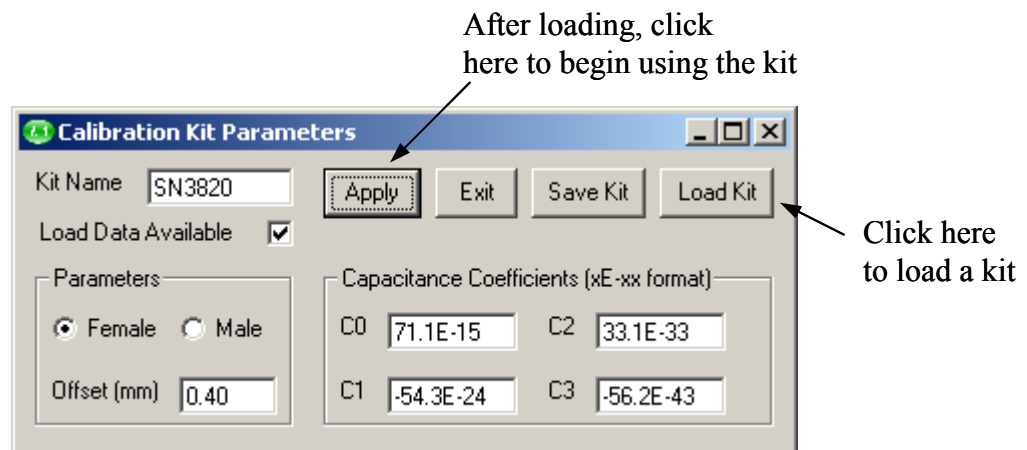 After loading, click
here to begin using the kit
Calibration Kit Parameters
Kit Name SN3820 Apply Exit Save Kit Load Kit
Load Data Available
Click here
to load a kit
Parameters
Female Male
Offset (mm) 0.40
Capacitance Coefficients (xE-xx format)
C0 71.1E-15 C2 33.1E-33
C1 -54.3E-24 C3 -56.2E-43